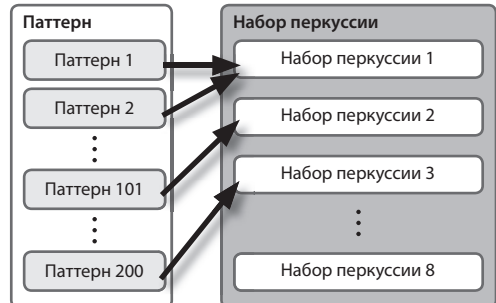 Паттерн
Паттерн 1
Паттерн 2
Паттерн 101
Паттерн 200
Набор перкуссии
Набор перкуссии 1
Набор перкуссии 2
Набор перкуссии 3
Набор перкуссии 8